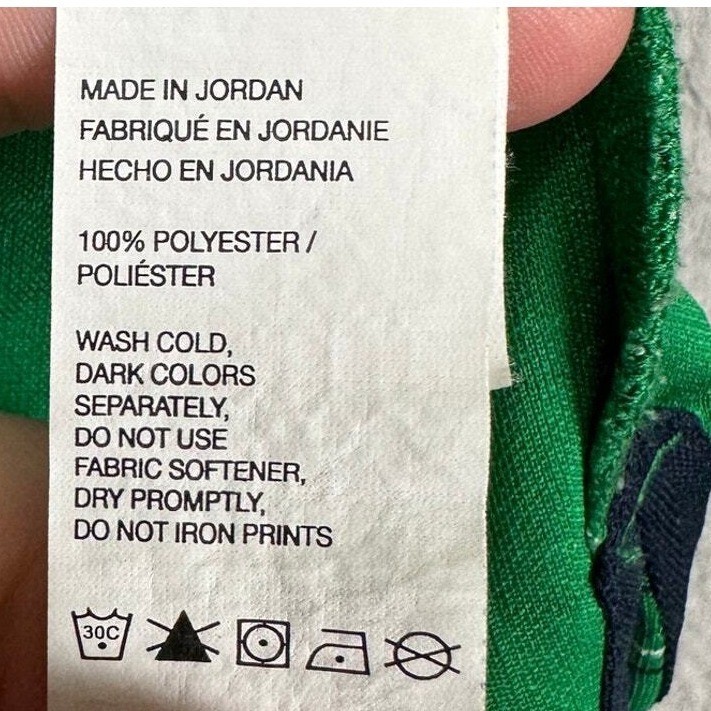 MADE IN JORDAN
FABRIQUÉ EN JORDANIE
HECHO EN JORDANIA
100% POLYESTER /
POLIÉSTER
WASH COLD,
DARK COLORS
SEPARATELY,
DO NOT USE
FABRIC SOFTENER,
DRY PROMPTLY,
DO NOT IRON PRINTS
30C